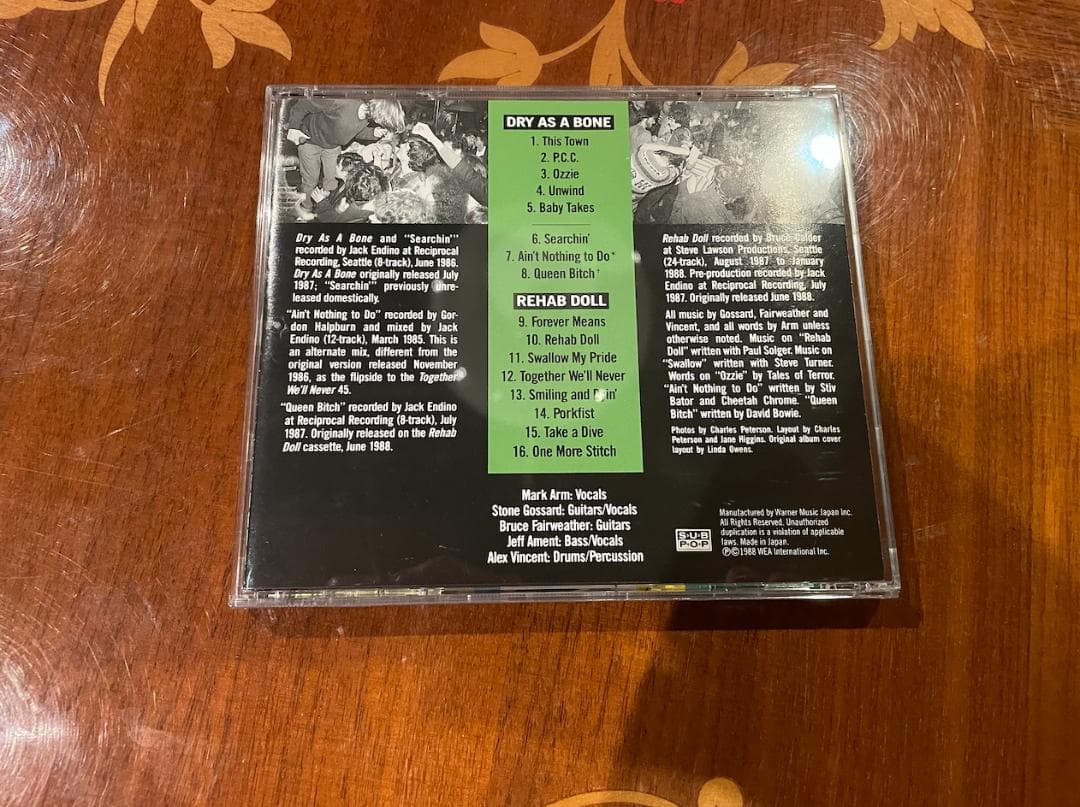 DRY AS A BONE
1. This Town
2. P.C.C.
3. Ozzie
4. Unwind
5. Baby Takes
6. Searchin'
7. Ain't Nothing to Do*
8. Queen Bitch†
REHAB DOLL
9. Forever Means
10. Rehab Doll
11. Swallow My Pride
12. Together We'll Never
13. Smiling and
14. Porkfist
15. Take a Dive
16. One More Stitch
Dry As A Bone and "Searchin'"
recorded by Jack Endino at Reciprocal
Recording, Seattle (8-track), June 1986.
Dry As A Bone originally released July
1987; "Searchin'" previously unre-
leased domestically.
"Ain't Nothing to Do" recorded by Gor-
don Halpburn and mixed by Jack
Endino (12-track), March 1985. This is
an alternate mix, different from the
original version released November
1986, as the flipside to the Together
We'll Never 45.
"Queen Bitch" recorded by Jack Endino
at Reciprocal Recording (8-track), July
1987. Originally released on the Rehab
Doll cassette, June 1988.
Rehab Doll recorded by Bruce Calder
at Steve Lawson Productions, Seattle
(24-track), August 1987 to January
1988. Pre-production recorded by Jack
Endino at Reciprocal Recording, July
1987. Originally released June 1988.
All music by Gossard, Fairweather and
Vincent, and all words by Arm unless
otherwise noted. Music on "Rehab
Doll" written with Paul Solger. Music on
"Swallow" written with Steve Turner.
Words on "Ozzie" by Tales of Terror.
"Ain't Nothing to Do" written by Stiv
Bator and Cheetah Chrome. "Queen
Bitch" written by David Bowie.
Photos by Charles Peterson. Layout by Charles
Peterson and Jane Higgins. Original album cover
layout by Linda Owens.
Mark Arm: Vocals
Stone Gossard: Guitars/Vocals
Bruce Fairweather: Guitars
Jeff Ament: Bass/Vocals
Alex Vincent: Drums/Percussion
SUB
POP
Manufactured by Warner Music Japan Inc.
All Rights Reserved. Unauthorized
duplication is a violation of applicable
laws. Made in Japan.
℗©1988 WEA International Inc.